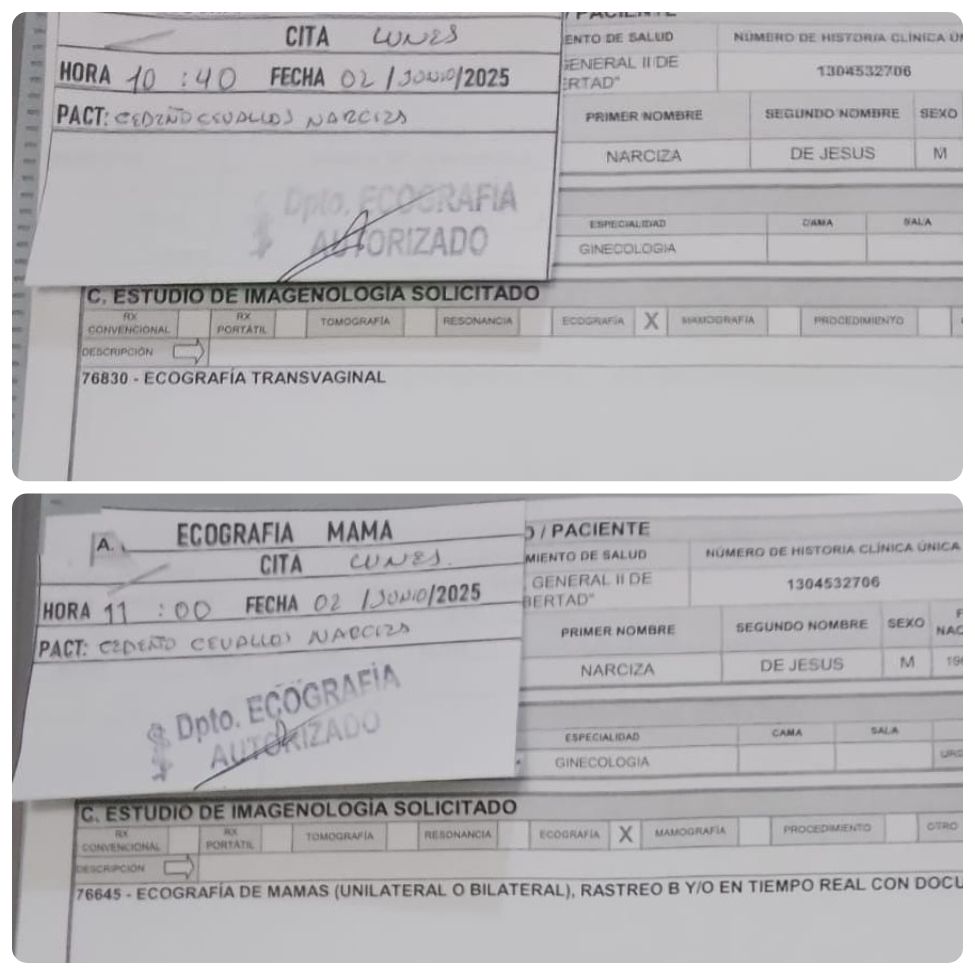 CITA LUNES
HORA 10 : 40 FECHA 02 / JUNIO/2025
PACT: CEDEÑO CEVALLOS NARCIZA
Dpto. ECOGRAFIA
AUTORIZADO
/ PACIENTE
ENTO DE SALUD NÚMERO DE HISTORIA CLÍNICA ÚN
GENERAL II DE 1304532706
ERTAD"
PRIMER NOMBRE SEGUNDO NOMBRE SEXO
NARCIZA DE JESUS M
ESPECIALIDAD CAMA SALA
GINECOLOGIA
C. ESTUDIO DE IMAGENOLOGÍA SOLICITADO
RX CONVENCIONAL RX PORTÁTIL TOMOGRAFÍA RESONANCIA ECOGRAFÍA X MAMOGRAFÍA PROCEDIMIENTO
DESCRIPCIÓN
76830 - ECOGRAFÍA TRANSVAGINAL
A. ECOGRAFIA MAMA
CITA LUNES.
HORA 11 : 00 FECHA 02 / JUNIO/2025
PACT: CEDEÑO CEVALLOS NARCIZA
Dpto. ECOGRAFÍA
AUTORIZADO
O / PACIENTE
MIENTO DE SALUD NÚMERO DE HISTORIA CLÍNICA ÚNICA
GENERAL II DE 1304532706
BERTAD"
PRIMER NOMBRE SEGUNDO NOMBRE SEXO NAC
NARCIZA DE JESUS M
ESPECIALIDAD CAMA SALA
GINECOLOGIA
C. ESTUDIO DE IMAGENOLOGÍA SOLICITADO
RX CONVENCIONAL RX PORTÁTIL TOMOGRAFÍA RESONANCIA ECOGRAFÍA X MAMOGRAFÍA PROCEDIMIENTO OTRO
DESCRIPCIÓN
76645 - ECOGRAFÍA DE MAMAS (UNILATERAL O BILATERAL), RASTREO B Y/O EN TIEMPO REAL CON DOCU